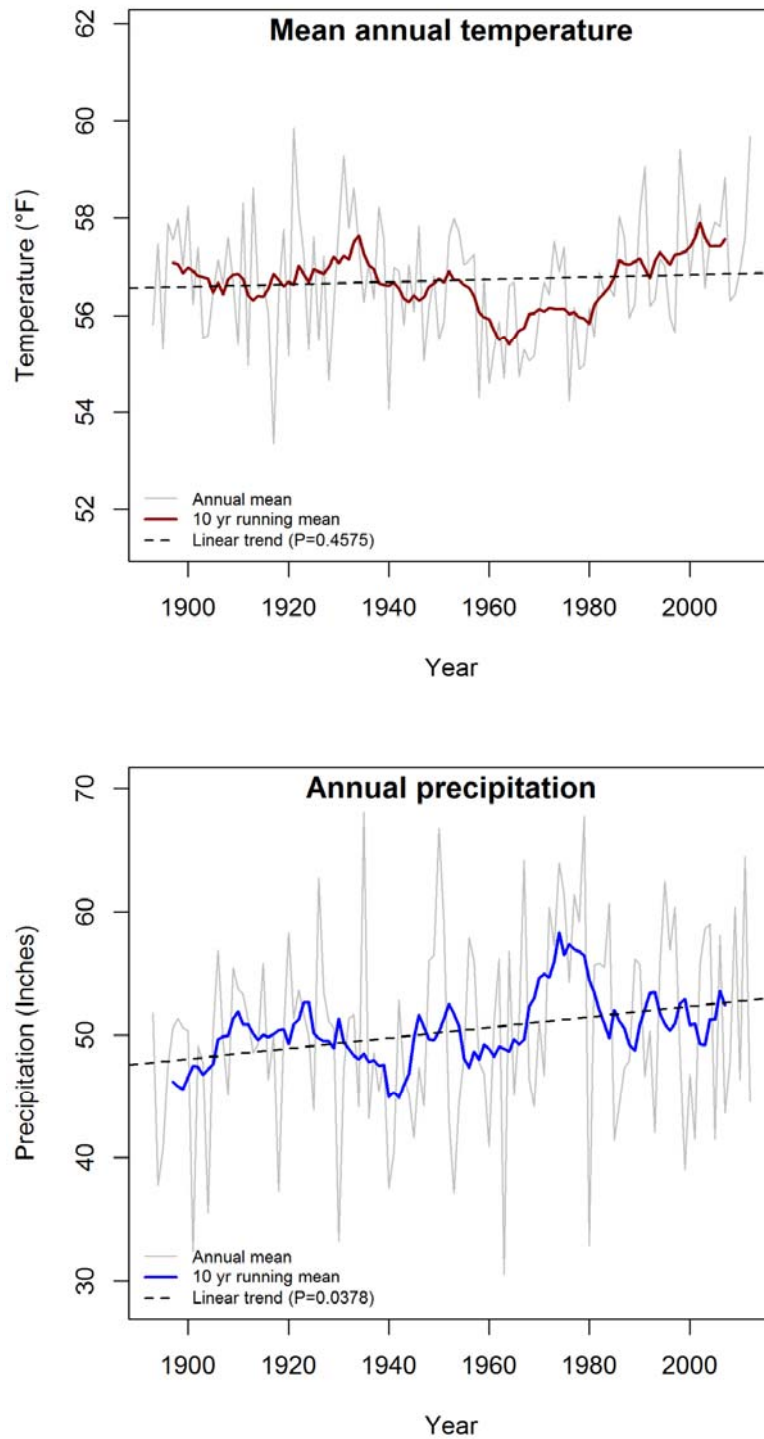 Mean annual temperature
62
60
58
56
54
52
Temperature (°F)
Annual mean
10 yr running mean
Linear trend (P=0.4575)
1900 1920 1940 1960 1980 2000
Year
Annual precipitation
70
60
50
40
30
Precipitation (Inches)
Annual mean
10 yr running mean
Linear trend (P=0.0378)
1900 1920 1940 1960 1980 2000
Year